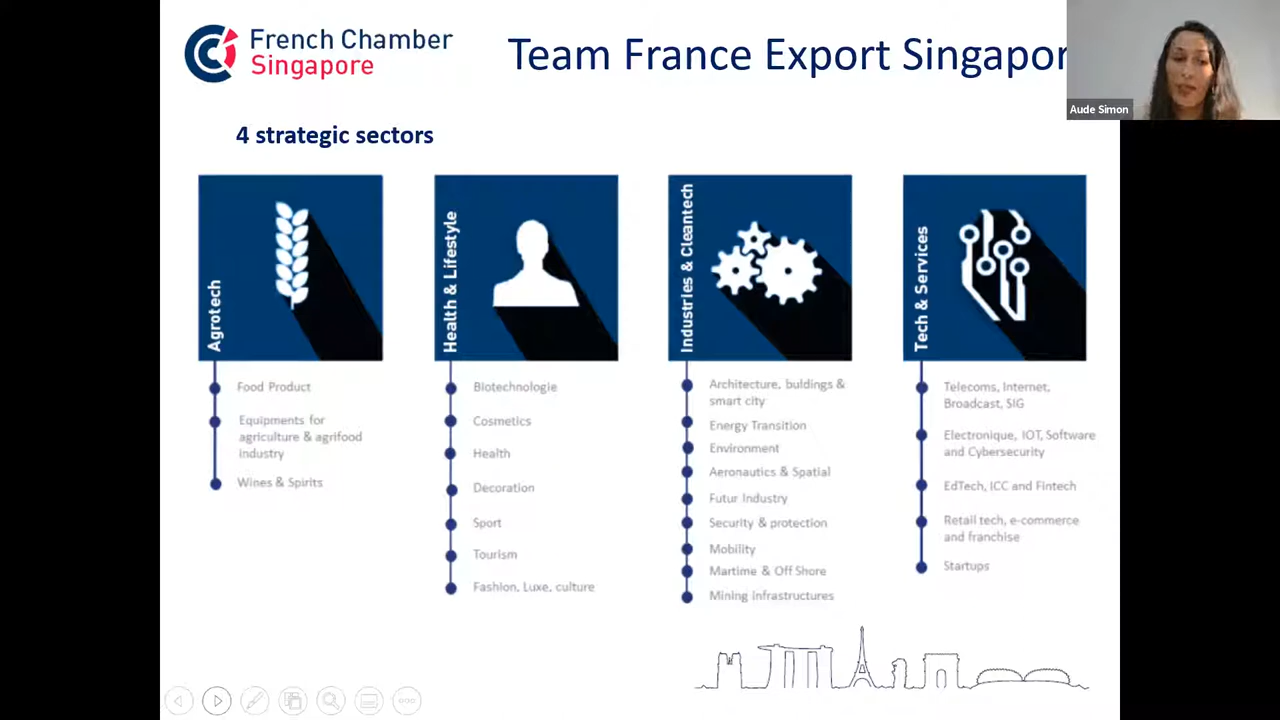 French Chamber
Singapore
Team France Export Singapor
Aude Simon
4 strategic sectors
Agrotech
Food Product
Equipments for
agriculture & agrifood
industry
Wines & Spirits
Health & Lifestyle
Biotechnologie
Cosmetics
Health
Decoration
Sport
Tourism
Fashion, Luxe, culture
Industries & Cleantech
Architecture, buldings &
smart city
Energy Transition
Environment
Aeronautics & Spatial
Futur Industry
Security & protection
Mobility
Martime & Off Shore
Mining infrastructures
Tech & Services
Telecoms, Internet,
Broadcast, SIG
Electronique, IOT, Software
and Cybersecurity
EdTech, ICC and Fintech
Retail tech, e-commerce
and franchise
Startups